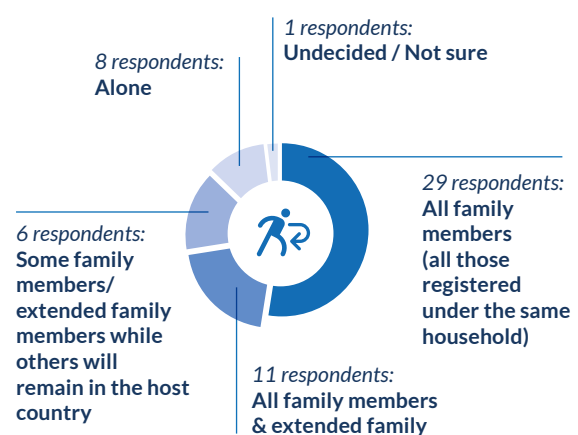 1 respondents:
Undecided / Not sure
8 respondents:
Alone
29 respondents:
All family
members
(all those
registered
under the same
household)
6 respondents:
Some family
members/
extended family
members while
others will
remain in the host
country
11 respondents:
All family members
& extended family